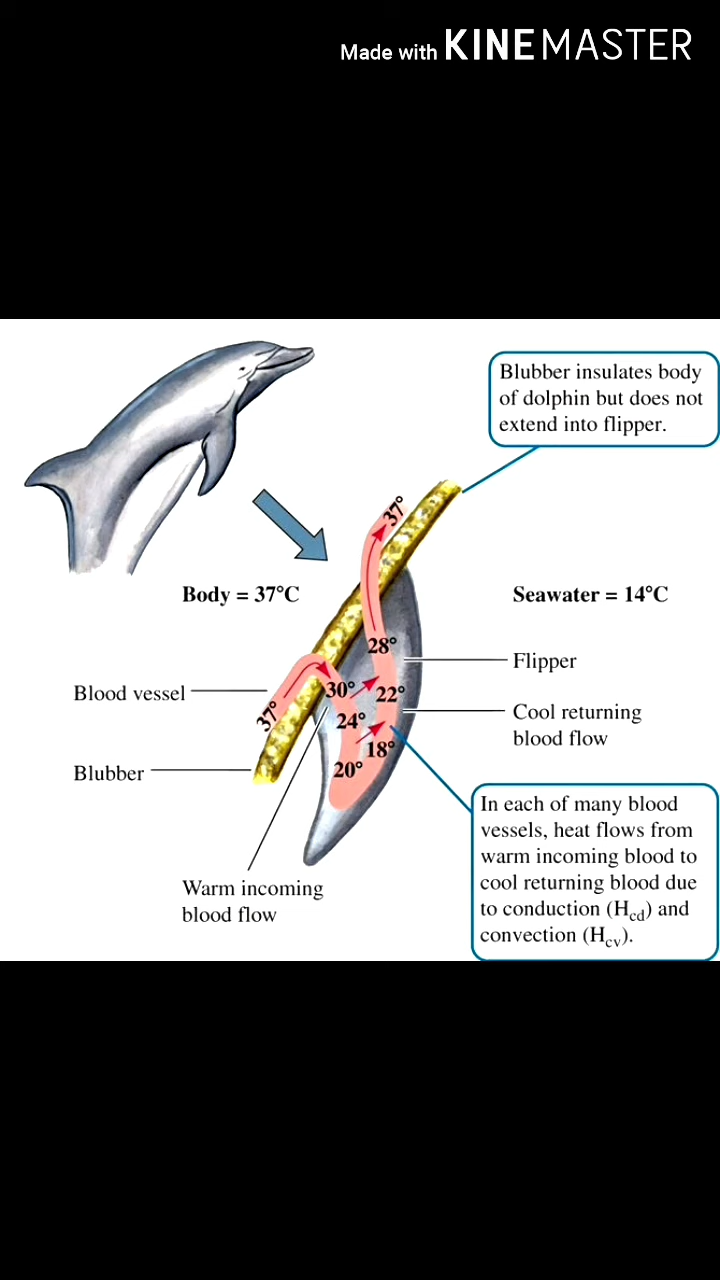 Made with KINEMASTER
Blubber insulates body
of dolphin but does not
extend into flipper.
37°
Body = 37°C
Seawater = 14°C
28°
Flipper
Blood vessel
30°
22°
37°
24°
Cool returning
blood flow
18°
Blubber
20°
In each of many blood
vessels, heat flows from
warm incoming blood to
cool returning blood due
to conduction (Hcd) and
convection (Hcv).
Warm incoming
blood flow